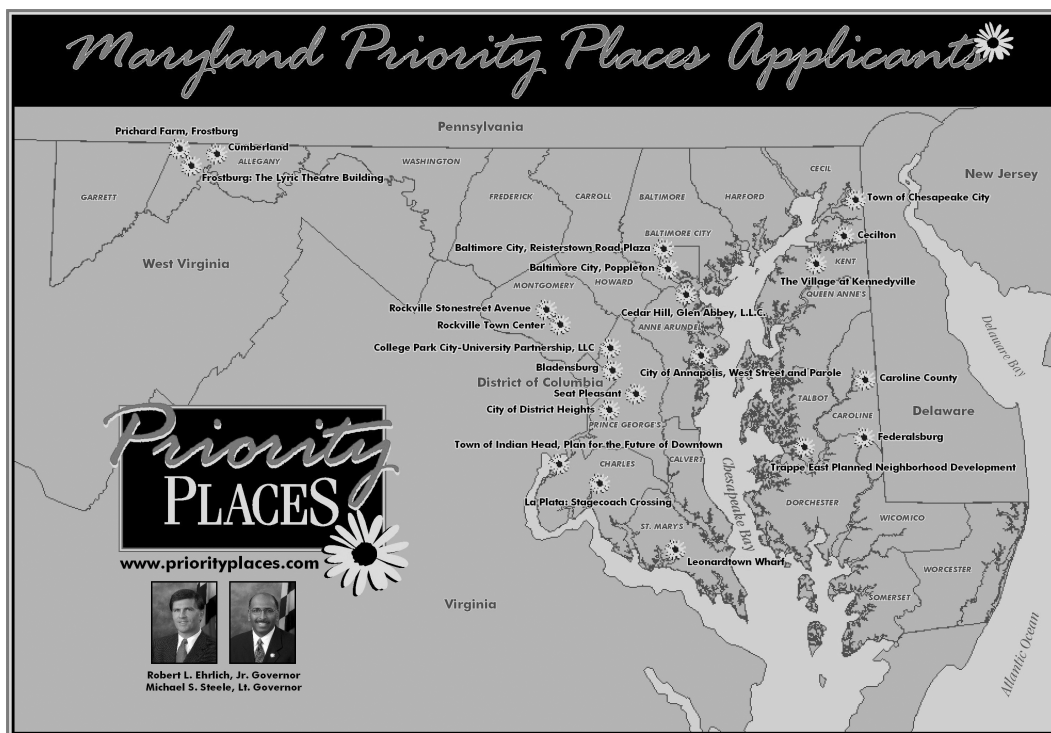 Maryland Priority Places Applicants
Pennsylvania
Prichard Farm, Frostburg
Cumberland
ALLEGANY
WASHINGTON
Frostburg: The Lyric Theatre Building
GARRETT
FREDERICK
CARROLL
BALTIMORE
HARFORD
CECIL
New Jersey
Town of Chesapeake City
BALTIMORE CITY
Cecilton
Baltimore City, Reisterstown Road Plaza
West Virginia
Baltimore City, Poppleton
KENT
MONTGOMERY
HOWARD
The Village at Kennedyville
QUEEN ANNE'S
Rockville Stonestreet Avenue
Cedar Hill, Glen Abbey, L.L.C.
Rockville Town Center
ANNE ARUNDEL
Delaware Bay
College Park City-University Partnership, LLC
Bladensburg
City of Annapolis, West Street and Parole
District of Columbia
Caroline County
Seat Pleasant
TALBOT
City of District Heights
CAROLINE
Delaware
PRINCE GEORGE'S
Federalsburg
Town of Indian Head, Plan for the Future of Downtown
CHARLES
CALVERT
Trappe East Planned Neighborhood Development
La Plata: Stagecoach Crossing
Chesapeake Bay
DORCHESTER
WICOMICO
ST. MARY'S
Leonardtown Wharf
WORCESTER
SOMERSET
Virginia
Atlantic Ocean
Priority
PLACES
www.priorityplaces.com
Robert L. Ehrlich, Jr. Governor
Michael S. Steele, Lt. Governor